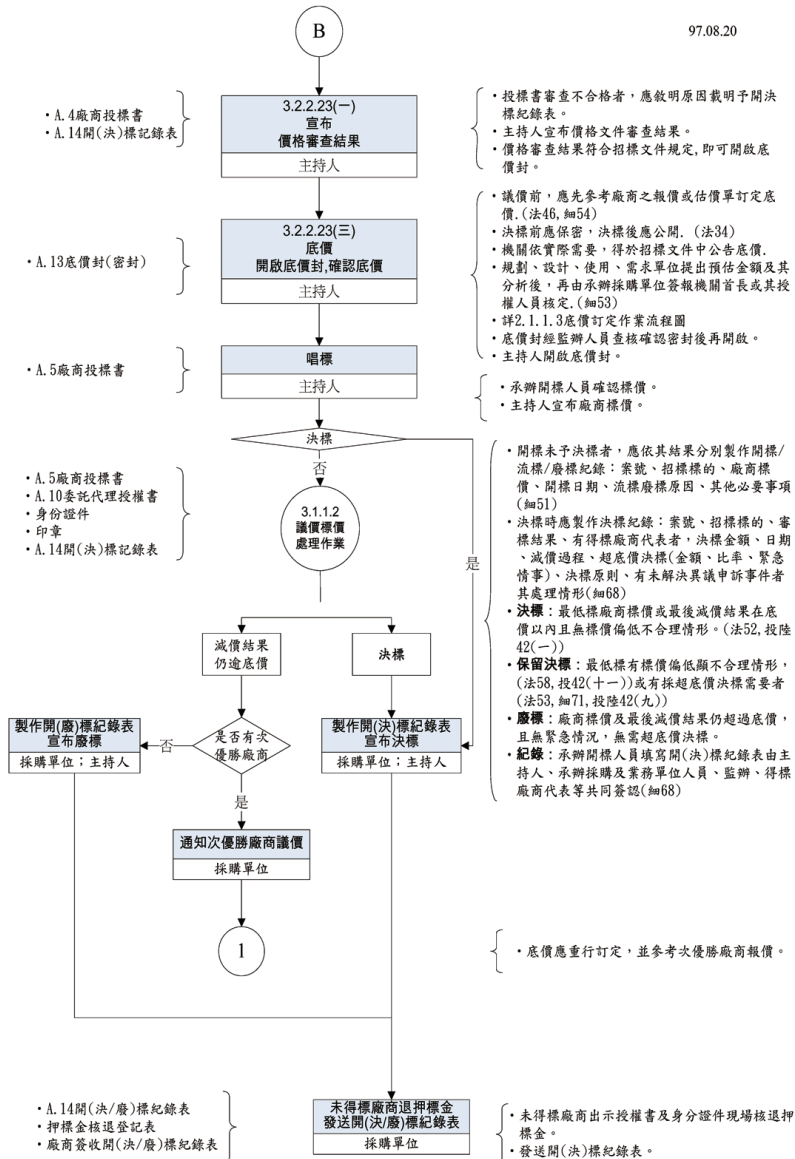 B
97.08.20
・A.4廠商投標書
・A.14開(決)標記錄表
3.2.2.23(一)
宣布
價格審查結果
主持人
・投標書審查不合格者，應敘明原因載明予開決
標紀錄表。
・主持人宣布價格文件審查結果。
・價格審查結果符合招標文件規定,即可開啟底
價封。
・A.13底價封(密封)
3.2.2.23(三)
底價
開啟底價封,確認底價
主持人
・議價前，應先參考廠商之報價或估價單訂定底
價.(法46,細54)
・決標前應保密，決標後應公開. (法34)
・機關依實際需要，得於招標文件中公告底價.
・規劃、設計、使用、需求單位提出預估金額及其
分析後，再由承辦採購單位簽報機關首長或其授
權人員核定.(細53)
・詳2.1.1.3底價訂定作業流程圖
・底價封經監辦人員查核確認密封後再開啟。
・主持人開啟底價封。
・A.5廠商投標書
唱標
主持人
・承辦開標人員確認標價。
・主持人宣布廠商標價。
決標
否
是
・A.5廠商投標書
・A.10委託代理授權書
・身份證件
・印章
・A.14開(決)標記錄表
3.1.1.2
議價標價
處理作業
・開標未予決標者，應依其結果分別製作開標/
流標/廢標紀錄：案號、招標標的、廠商標
價、開標日期、流標廢標原因、其他必要事項
(細51)
・決標時應製作決標紀錄：案號、招標標的、審
標結果、有得標廠商代表者，決標金額、日期
、減價過程、超底價決標(金額、比率、緊急
情事)、決標原則、有未解決異議申訴事件者
其處理情形(細68)
・決標：最低標廠商標價或最後減價結果在底
價以內且無標價偏低不合理情形。(法52,投陸
42(一))
・保留決標：最低標有標價偏低顯不合理情形，
(法58,投42(十一))或有採超底價決標需要者
(法53,細71,投陸42(九))
・廢標：廠商標價及最後減價結果仍超過底價，
且無緊急情況，無需超底價決標。
・紀錄：承辦開標人員填寫開(決)標紀錄表由主
持人、承辦採購及業務單位人員、監辦、得標
廠商代表等共同簽認(細68)
減價結果
仍逾底價
決標
製作開(廢)標紀錄表
宣布廢標
採購單位；主持人
否
是否有次
優勝廠商
製作開(決)標紀錄表
宣布決標
採購單位；主持人
是
通知次優勝廠商議價
採購單位
1
・底價應重行訂定，並參考次優勝廠商報價。
・A.14開(決/廢)標紀錄表
・押標金核退登記表
・廠商簽收開(決/廢)標紀錄表
未得標廠商退押標金
發送開(決/廢)標紀錄表
採購單位
・未得標廠商出示授權書及身分證件現場核退押
標金。
・發送開(決)標紀錄表。